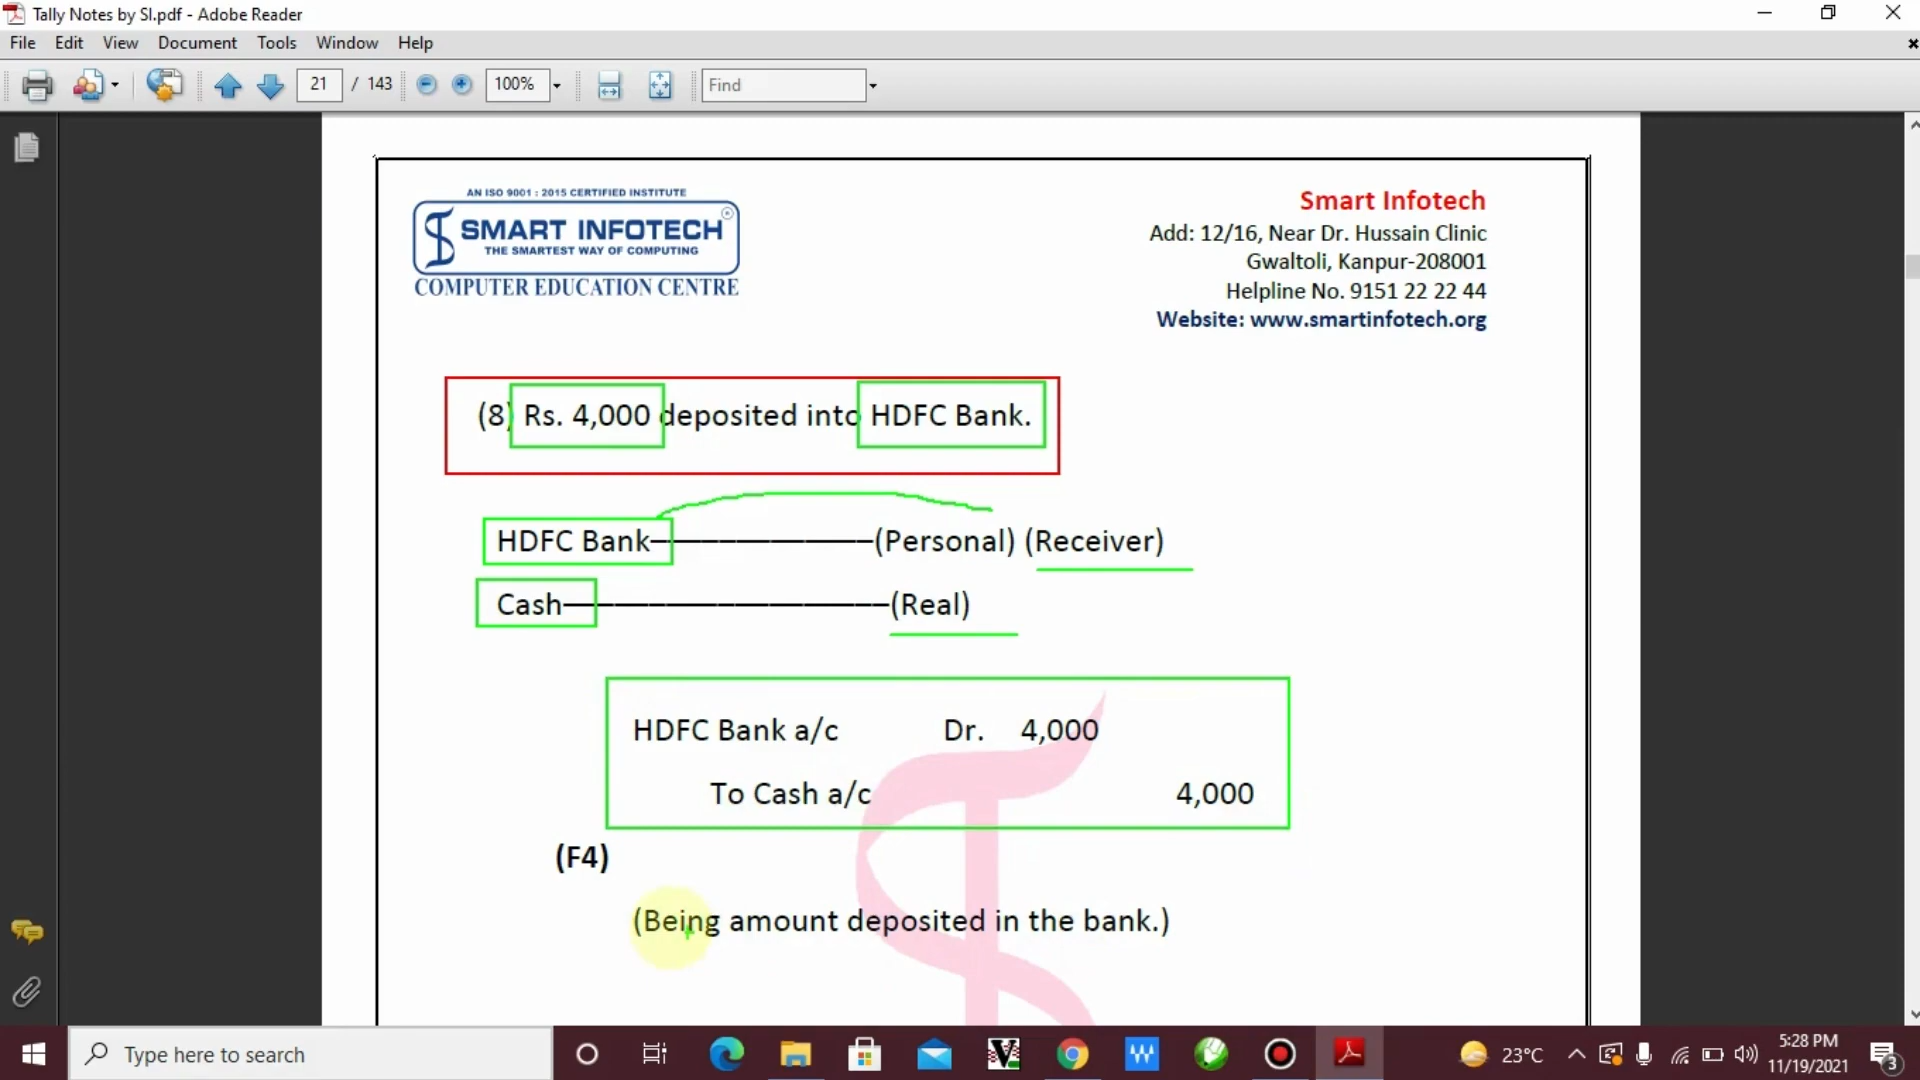 Tally Notes by SI.pdf - Adobe Reader
File Edit View Document Tools Window Help
21 / 143 100% Find
AN ISO 9001 : 2015 CERTIFIED INSTITUTE
SMART INFOTECH ®
THE SMARTEST WAY OF COMPUTING
COMPUTER EDUCATION CENTRE
Smart Infotech
Add: 12/16, Near Dr. Hussain Clinic
Gwaltoli, Kanpur-208001
Helpline No. 9151 22 22 44
Website: www.smartinfotech.org
(8) Rs. 4,000 deposited into HDFC Bank.
HDFC Bank————————(Personal) (Receiver)
Cash————————————(Real)
HDFC Bank a/c Dr. 4,000
To Cash a/c 4,000
(F4)
(Being amount deposited in the bank.)
Type here to search
23°C
5:28 PM
11/19/2021
3